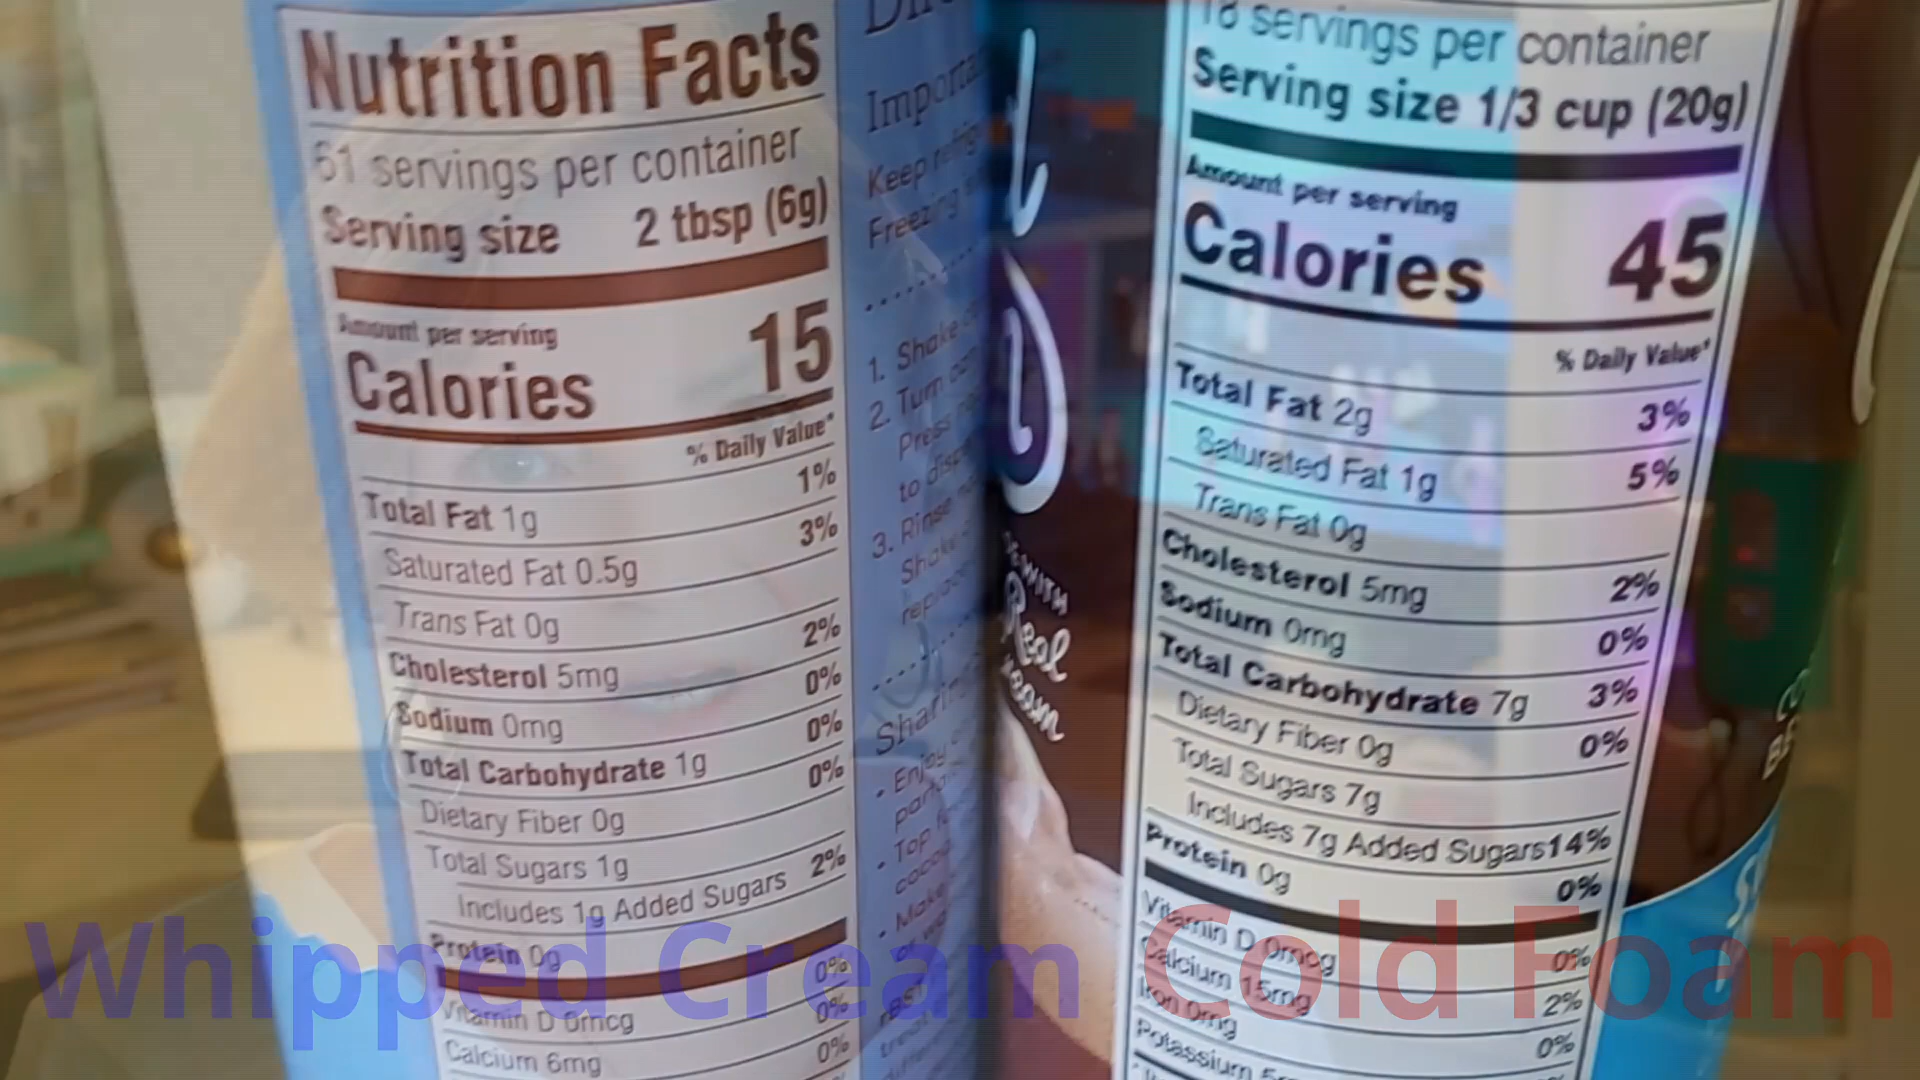 Nutrition Facts
61 servings per container
Serving size 2 tbsp (6g)
Amount per serving
Calories 15
% Daily Value*
Total Fat 1g 1%
Saturated Fat 0.5g 3%
Trans Fat 0g
Cholesterol 5mg 2%
Sodium 0mg 0%
Total Carbohydrate 1g 0%
Dietary Fiber 0g 0%
Total Sugars 1g
Includes 1g Added Sugars 2%
Protein 0g
Vitamin D 0mcg 0%
Calcium 6mg 0%
0%
Keep
1. Shake
2. Turn
Press
to
3. Rinse
• Enjoy
• Top
• Make
Real
18 servings per container
Serving size 1/3 cup (20g)
Amount per serving
Calories 45
% Daily Value*
Total Fat 2g 3%
Saturated Fat 1g 5%
Trans Fat 0g
Cholesterol 5mg 2%
Sodium 0mg 0%
Total Carbohydrate 7g 3%
Dietary Fiber 0g 0%
Total Sugars 7g
Includes 7g Added Sugars 14%
Protein 0g 0%
Vitamin D 0mcg 0%
Calcium 15mg 2%
Iron 0mg 0%
Potassium
Whipped Cream Cold Foam